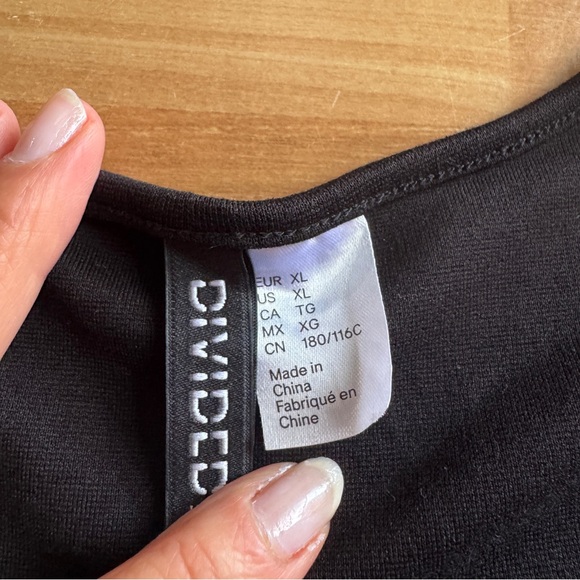 DIVIDED
EUR XL
US XL
CA TG
MX XG
CN 180/116C
Made in
China
Fabriqué en
Chine